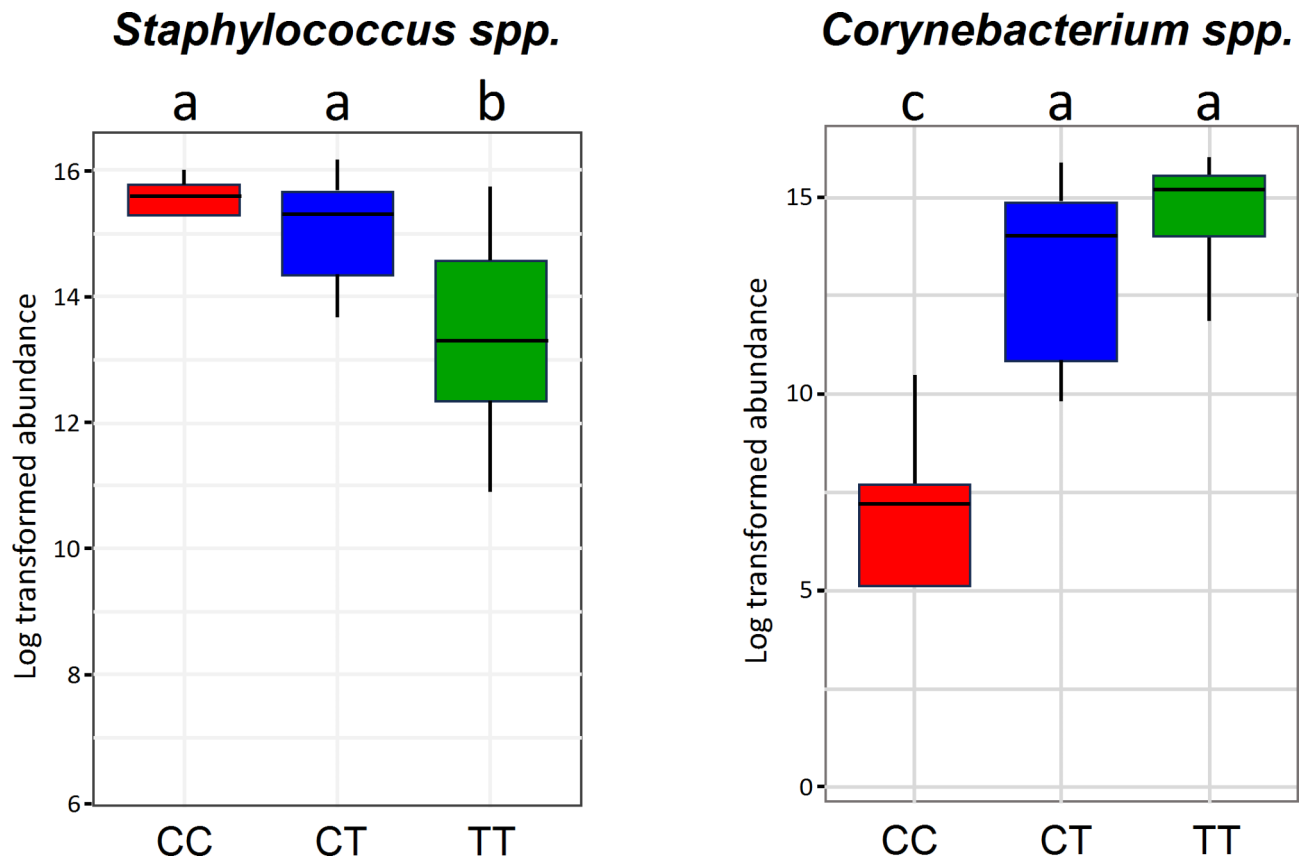 Staphylococcus spp.
a a b
Log transformed abundance
16
14
12
10
8
6
CC CT TT
Corynebacterium spp.
c a a
Log transformed abundance
15
10
5
0
CC CT TT